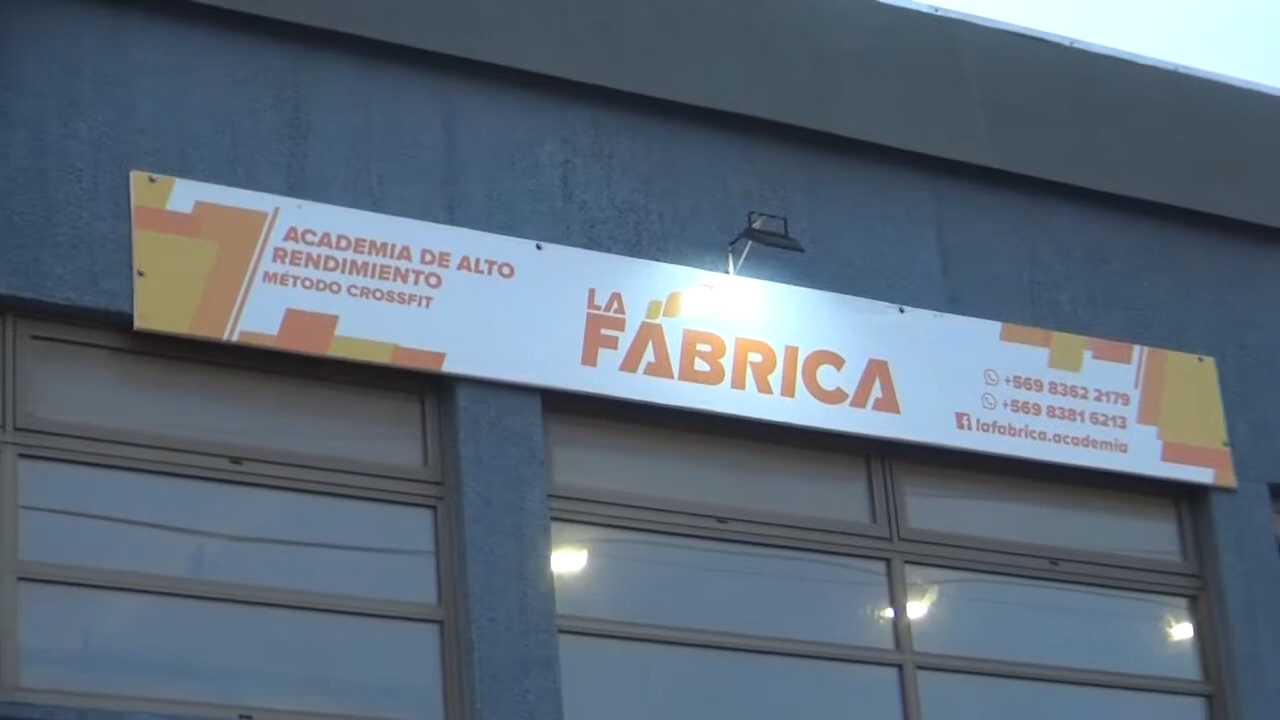 ACADEMIA DE ALTO
RENDIMIENTO
MÉTODO CROSSFIT
LA
FÁBRICA
+569 8362 2179
+569 8381 6213
lafabrica.academia